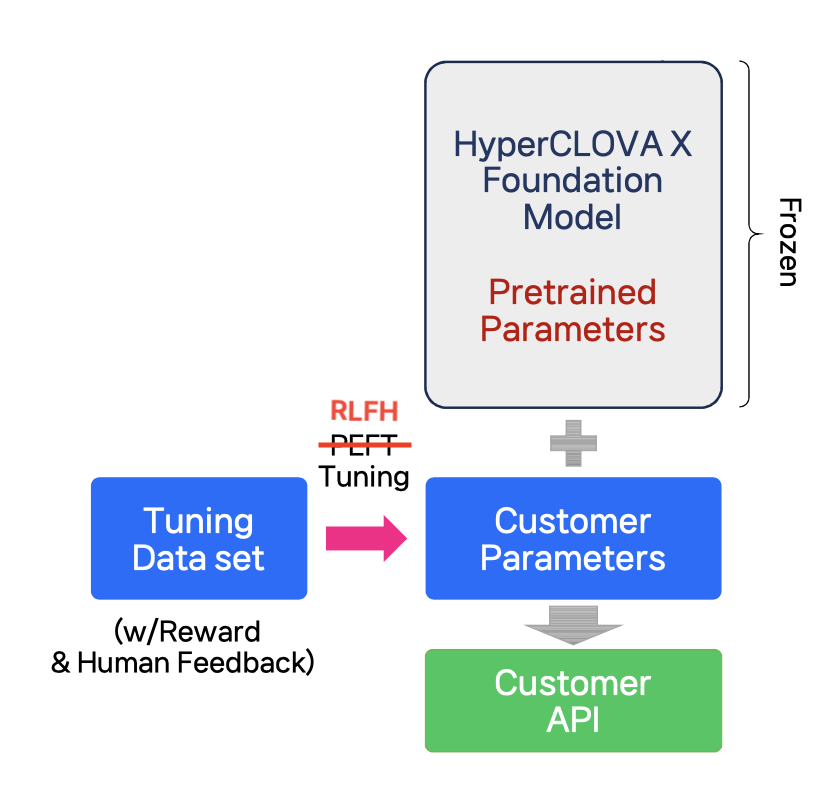 HyperCLOVA X
Foundation
Model
Pretrained
Parameters
Frozen
RLFH
PEFT
Tuning
Tuning
Data set
(w/Reward
& Human Feedback)
Customer
Parameters
Customer
API